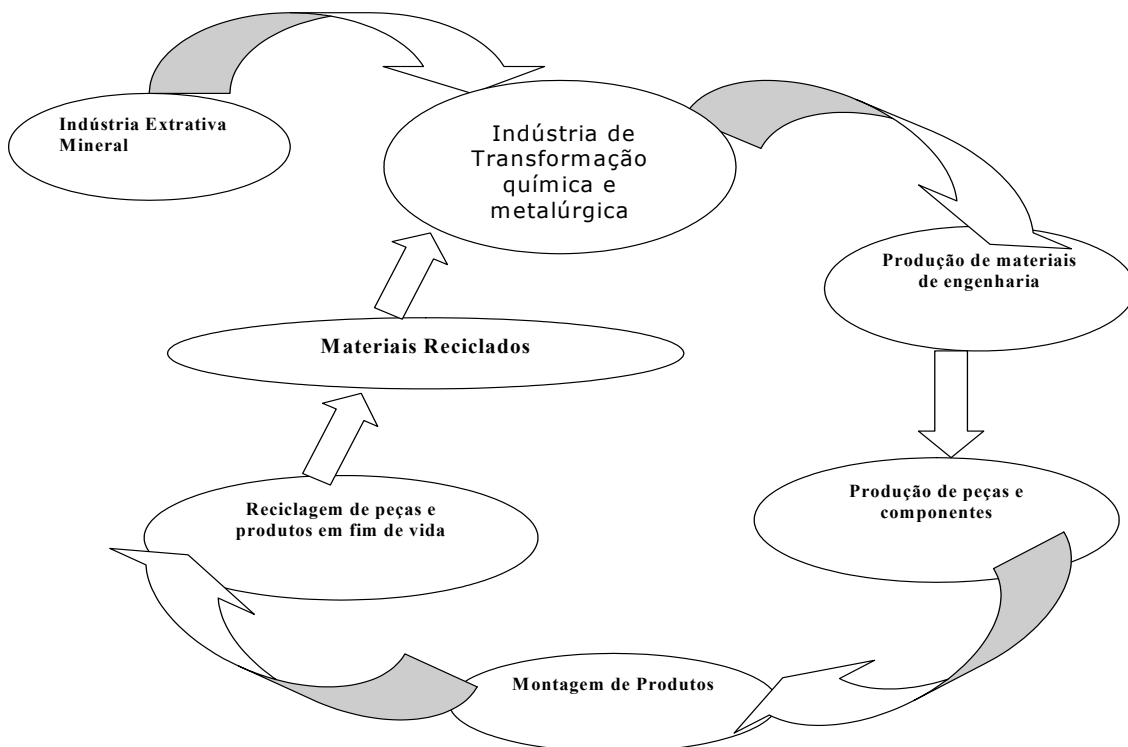 Indústria Extrativa
Mineral
Indústria de
Transformação
química e
metalúrgica
Produção de materiais
de engenharia
Materiais Reciclados
Reciclagem de peças e
produtos em fim de vida
Produção de peças e
componentes
Montagem de Produtos